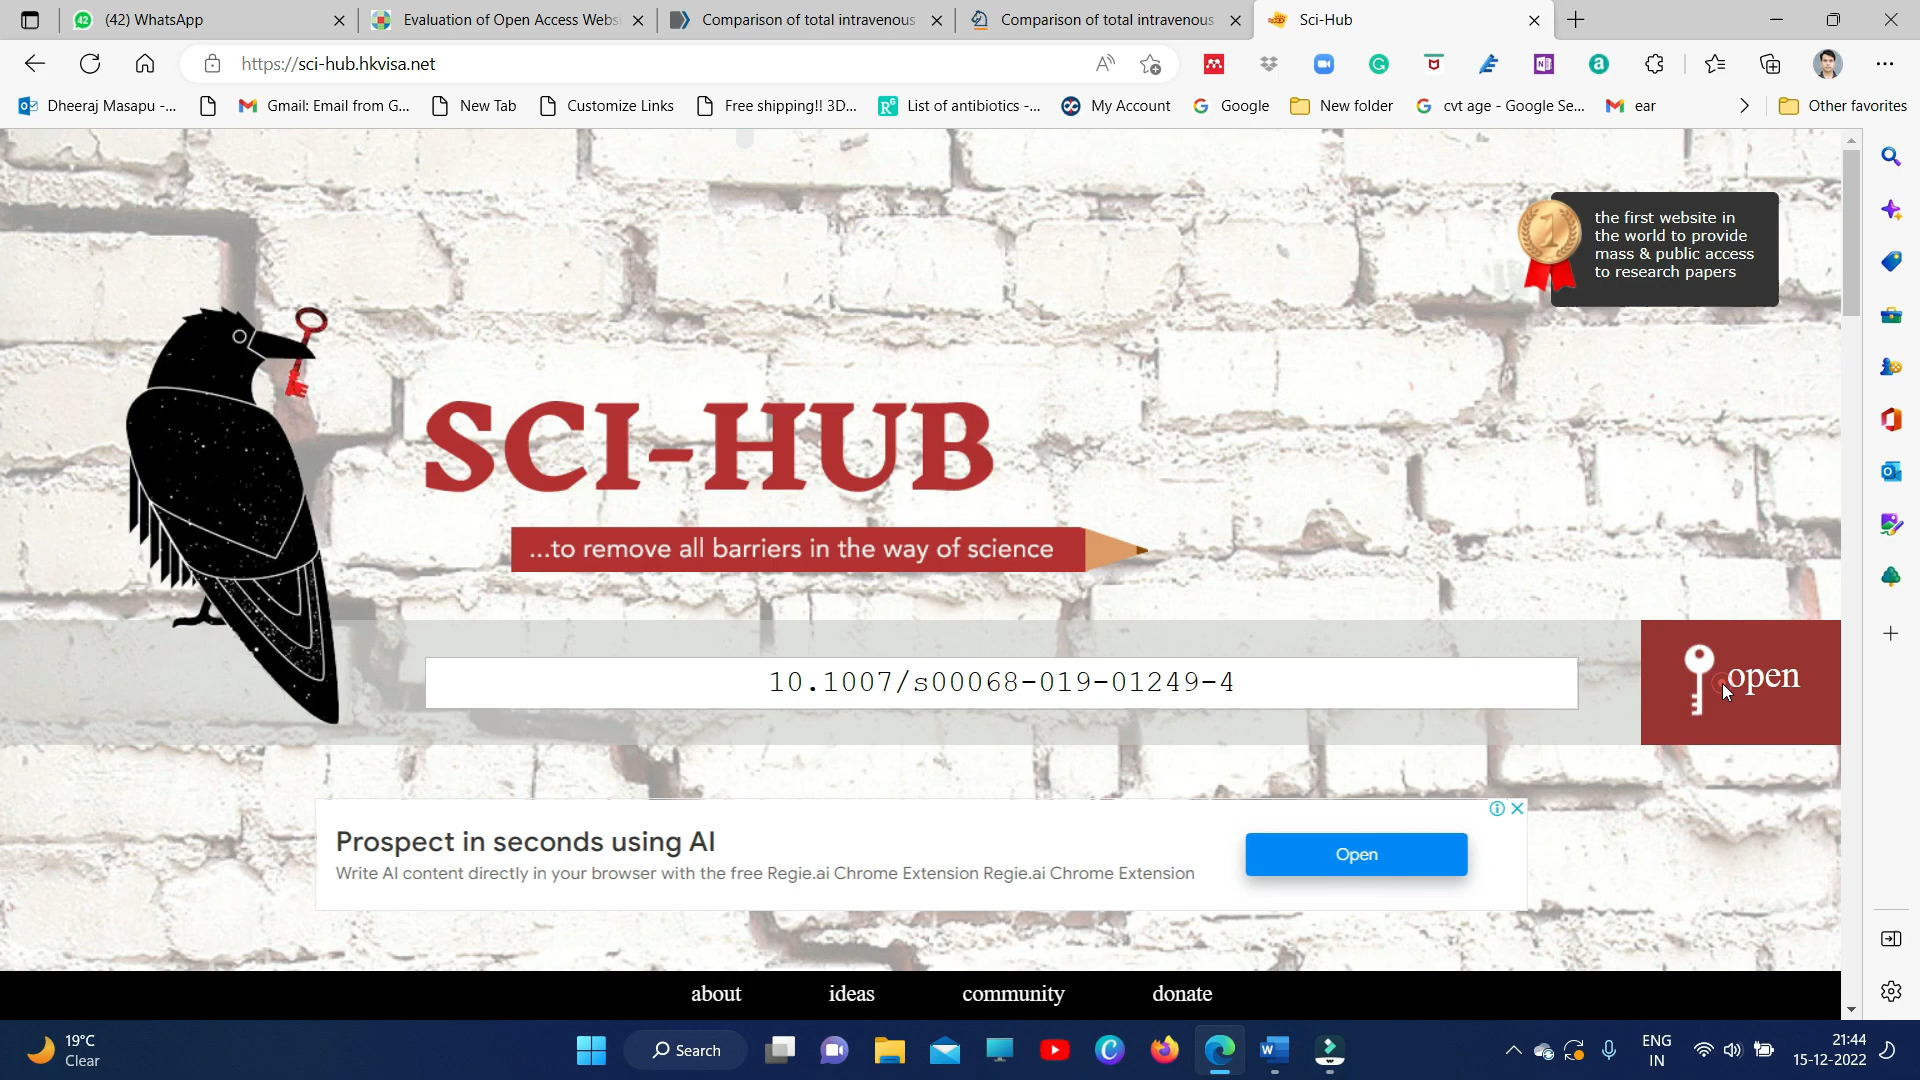 (42) WhatsApp
Evaluation of Open Access Webs
Comparison of total intravenous
Comparison of total intravenous
Sci-Hub
https://sci-hub.hkvisa.net
Dheeraj Masapu -...
Gmail: Email from G...
New Tab
Customize Links
Free shipping!! 3D...
List of antibiotics -...
My Account
Google
New folder
cvt age - Google Se...
ear
Other favorites
the first website in
the world to provide
mass & public access
to research papers
SCI-HUB
...to remove all barriers in the way of science
10.1007/s00068-019-01249-4
open
Prospect in seconds using AI
Write AI content directly in your browser with the free Regie.ai Chrome Extension Regie.ai Chrome Extension
Open
about
ideas
community
donate
19°C
Clear
Search
ENG
IN
21:44
15-12-2022